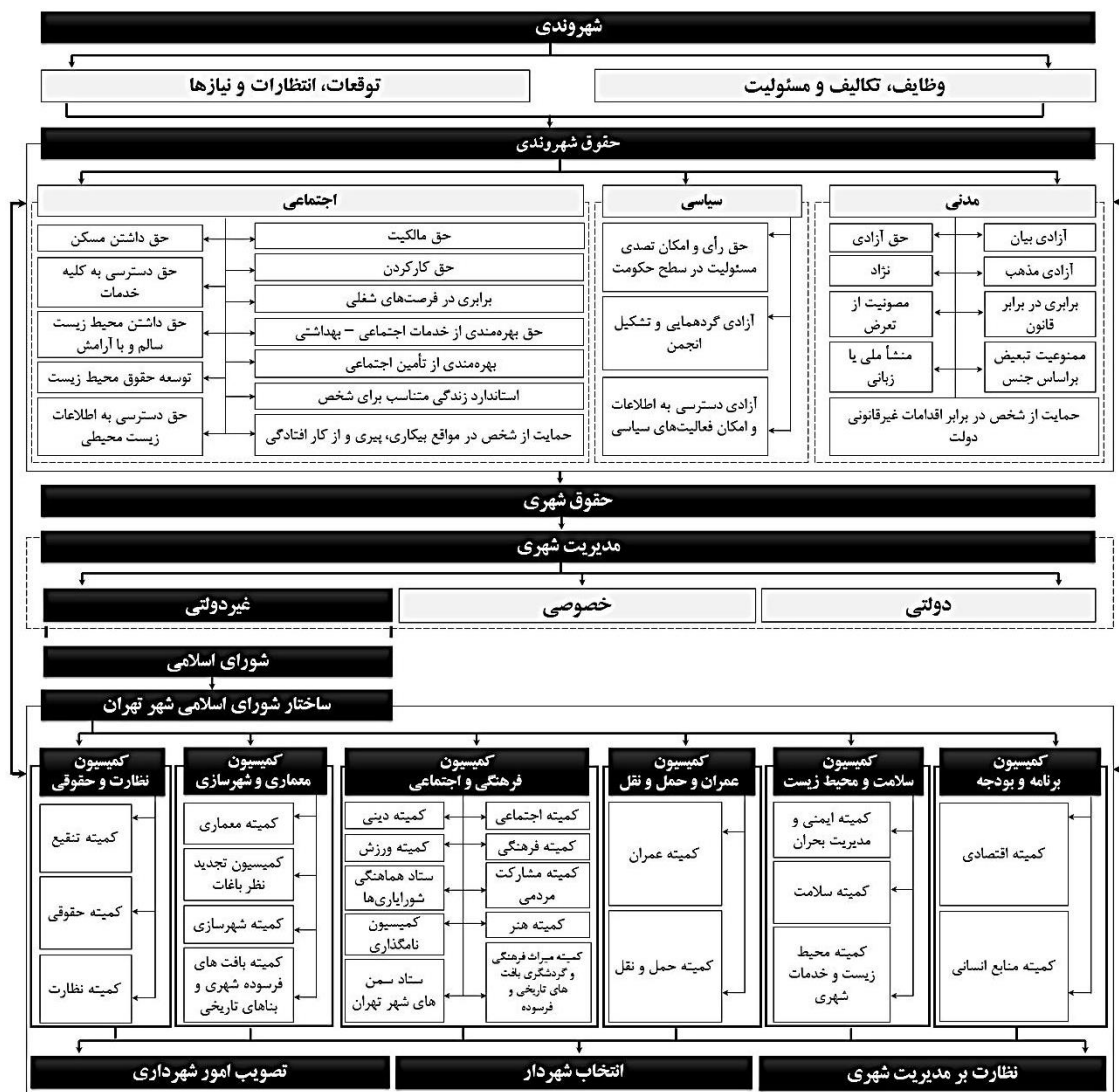 شهروندی
وظایف، تکالیف و مسئولیت
توقعات، انتظارات و نیازها
حقوق شهروندی
مدنی
آزادی بیان
حق آزادی
آزادی مذهب
نژاد
برابری در برابر
قانون
مصونیت از
تعرض
ممنوعیت تبعیض
براساس جنس
منشأ ملی یا
زبانی
حمایت از شخص در برابر اقدامات غیرقانونی
دولت
سیاسی
حق رأی و امکان تصدی
مسئولیت در سطح حکومت
آزادی گردهمایی و تشکیل
انجمن
آزادی دسترسی به اطلاعات
و امکان فعالیت‌های سیاسی
اجتماعی
حق مالکیت
حق کارکردن
برابری در فرصت‌های شغلی
حق بهره‌مندی از خدمات اجتماعی – بهداشتی
بهره‌مندی از تأمین اجتماعی
استاندارد زندگی متناسب برای شخص
حمایت از شخص در مواقع بیکاری، پیری و از کار افتادگی
حق داشتن مسکن
حق دسترسی به کلیه
خدمات
حق داشتن محیط زیست
سالم و با آرامش
توسعه حقوق محیط زیست
حق دسترسی به اطلاعات
زیست محیطی
حقوق شهری
مدیریت شهری
دولتی
خصوصی
غیردولتی
شورای اسلامی
ساختار شورای اسلامی شهر تهران
کمیسیون
برنامه و بودجه
کمیته اقتصادی
کمیته منابع انسانی
کمیسیون
سلامت و محیط زیست
کمیته ایمنی و
مدیریت بحران
کمیته سلامت
کمیته محیط
زیست و خدمات
شهری
کمیسیون
عمران و حمل و نقل
کمیته عمران
کمیته حمل و نقل
کمیسیون
فرهنگی و اجتماعی
کمیته اجتماعی
کمیته فرهنگی
کمیته مشارکت
مردمی
کمیته هنر
کمیته میراث فرهنگی
و گردشگری بافت
های تاریخی و
فرسوده
کمیته دینی
کمیته ورزش
ستاد هماهنگی
شورایاری‌ها
کمیسیون
نامگذاری
ستاد سمن
های شهر تهران
کمیسیون
معماری و شهرسازی
کمیته معماری
کمیسیون تجدید
نظر باغات
کمیته شهرسازی
کمیته بافت های
فرسوده شهری و
بناهای تاریخی
کمیسیون
نظارت و حقوقی
کمیته تنقیع
کمیته حقوقی
کمیته نظارت
نظارت بر مدیریت شهری
انتخاب شهردار
تصویب امور شهرداری